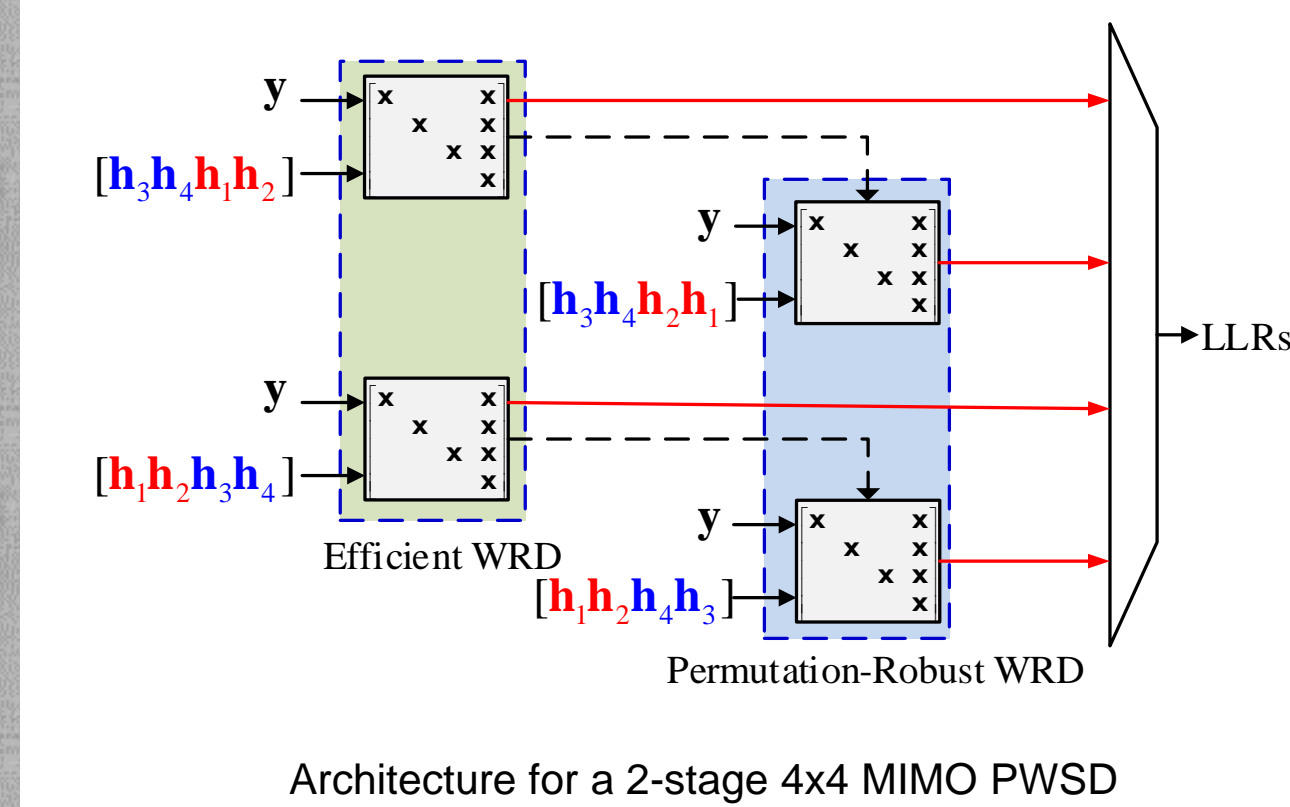 y
x x
x x
x x
x
[h₃h₄h₁h₂]
y
x x
x x
x x
x
[h₃h₄h₂h₁]
LLRs
y
x x
x x
x x
x
[h₁h₂h₃h₄]
Efficient WRD
y
x x
x x
x x
x
[h₁h₂h₄h₃]
Permutation-Robust WRD
Architecture for a 2-stage 4x4 MIMO PWSD